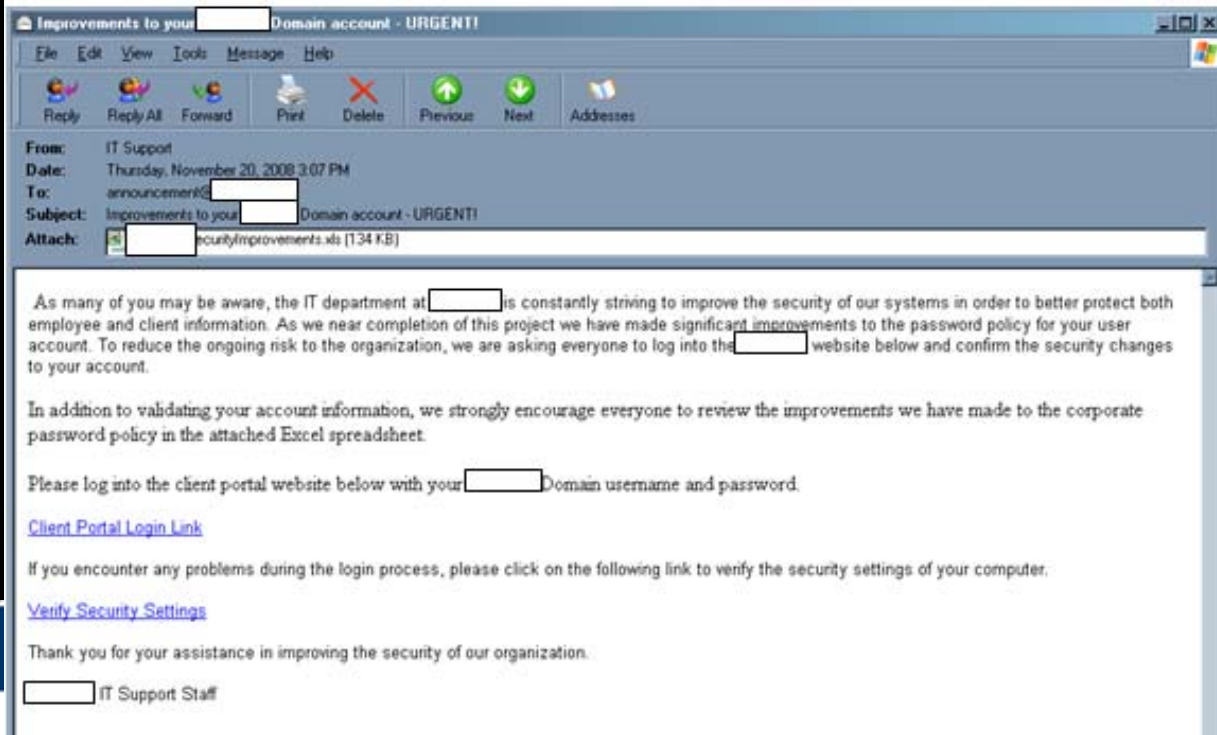 Improvements to your Domain account - URGENT!
File Edit View Tools Message Help
Reply Reply All Forward Print Delete Previous Next Addresses
From: IT Support
Date: Thursday, November 20, 2008 3:07 PM
To: announcement@
Subject: Improvements to your Domain account - URGENT!
Attach: ecurityImprovements.xls (134 KB)
As many of you may be aware, the IT department at is constantly striving to improve the security of our systems in order to better protect both
employee and client information. As we near completion of this project we have made significant improvements to the password policy for your user
account. To reduce the ongoing risk to the organization, we are asking everyone to log into the website below and confirm the security changes
to your account.
In addition to validating your account information, we strongly encourage everyone to review the improvements we have made to the corporate
password policy in the attached Excel spreadsheet.
Please log into the client portal website below with your Domain username and password.
Client Portal Login Link
If you encounter any problems during the login process, please click on the following link to verify the security settings of your computer.
Verify Security Settings
Thank you for your assistance in improving the security of our organization.
IT Support Staff